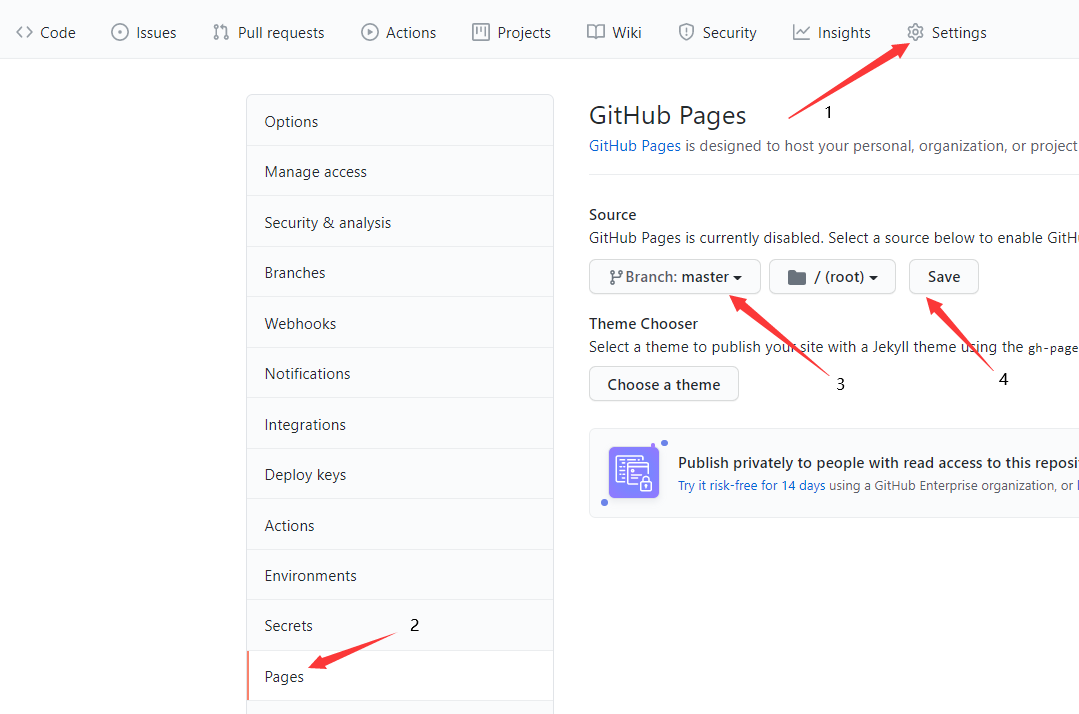 Code Issues Pull requests Actions Projects Wiki Security Insights Settings
1
Options
Manage access
Security & analysis
Branches
Webhooks
Notifications
Integrations
Deploy keys
Actions
Environments
Secrets
2
Pages
GitHub Pages
GitHub Pages is designed to host your personal, organization, or project
Source
GitHub Pages is currently disabled. Select a source below to enable GitHu
Branch: master / (root) Save
Theme Chooser
Select a theme to publish your site with a Jekyll theme using the gh-page
3
4
Choose a theme
Publish privately to people with read access to this reposi
Try it risk-free for 14 days using a GitHub Enterprise organization, or